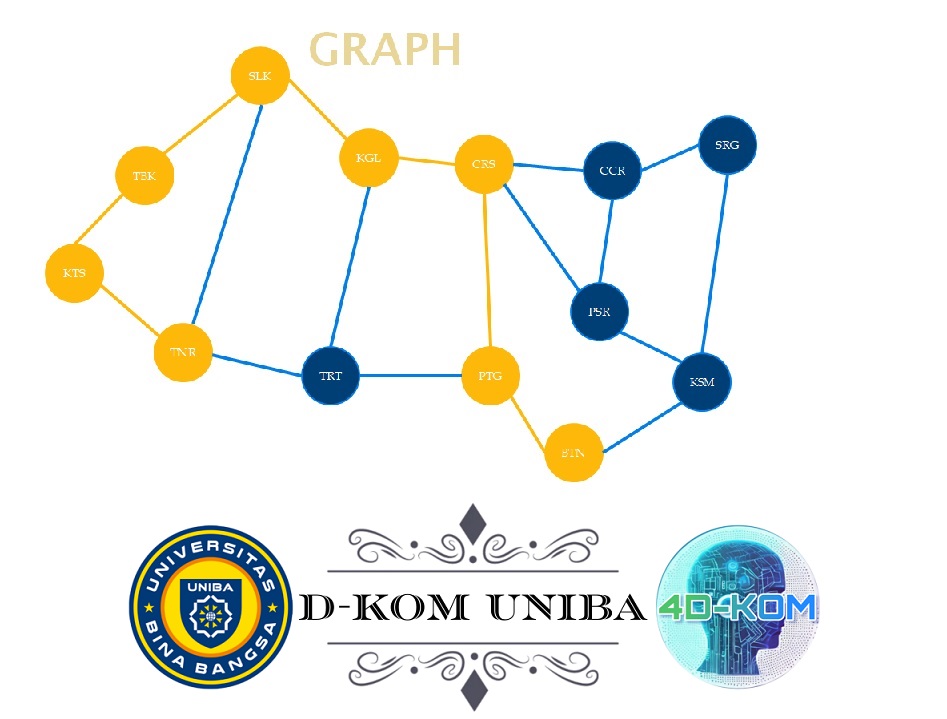 GRAPH
SLK
SRG
KGL
CRS
CCR
TBK
KTS
PSR
TNR
TRT
PTG
KSM
BTN
UNIVERSITAS
UNIBA
BINA BANGSA
D-KOM UNIBA
4D-KOM